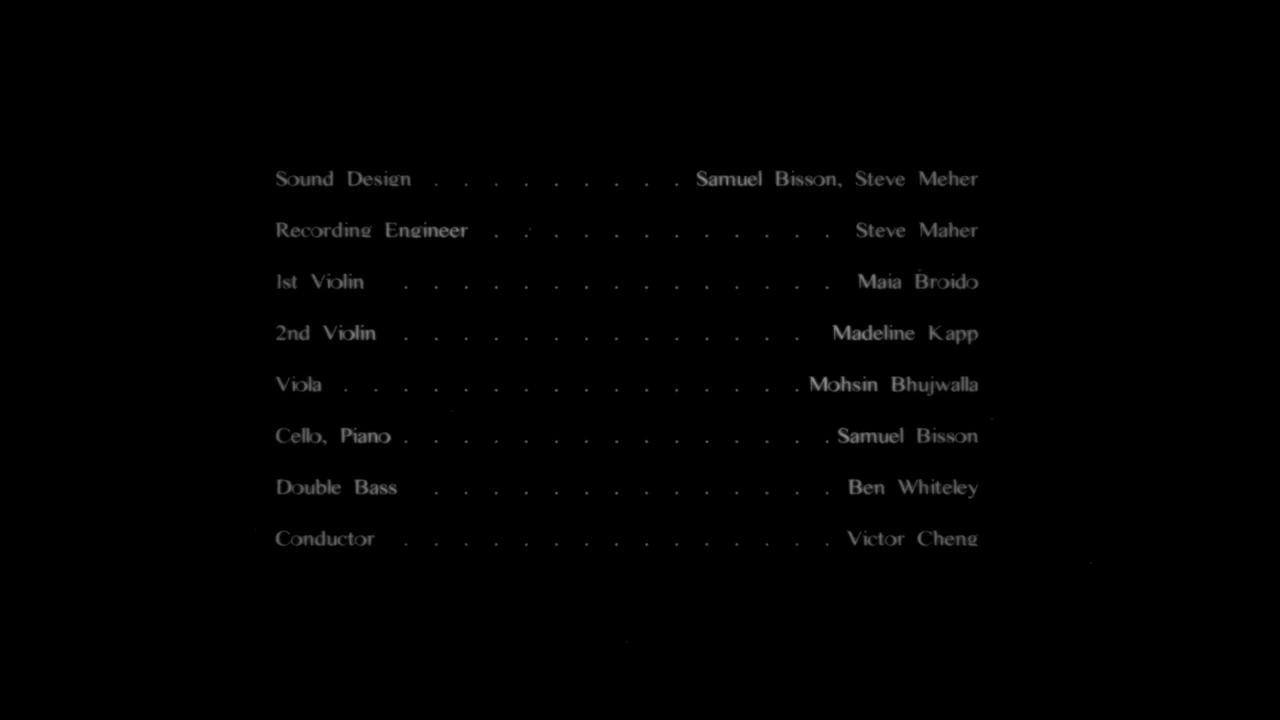 Sound Design . . . . . . . . . Samuel Bisson, Steve Meher
Recording Engineer . . . . . . . . . . . . Steve Maher
1st Violin . . . . . . . . . . . . . . . Maia Broido
2nd Violin . . . . . . . . . . . . . . Madeline Kapp
Viola . . . . . . . . . . . . . . . . Mohsin Bhujwalla
Cello, Piano . . . . . . . . . . . . . . . Samuel Bisson
Double Bass . . . . . . . . . . . . . . Ben Whiteley
Conductor . . . . . . . . . . . . . . . Victor Cheng